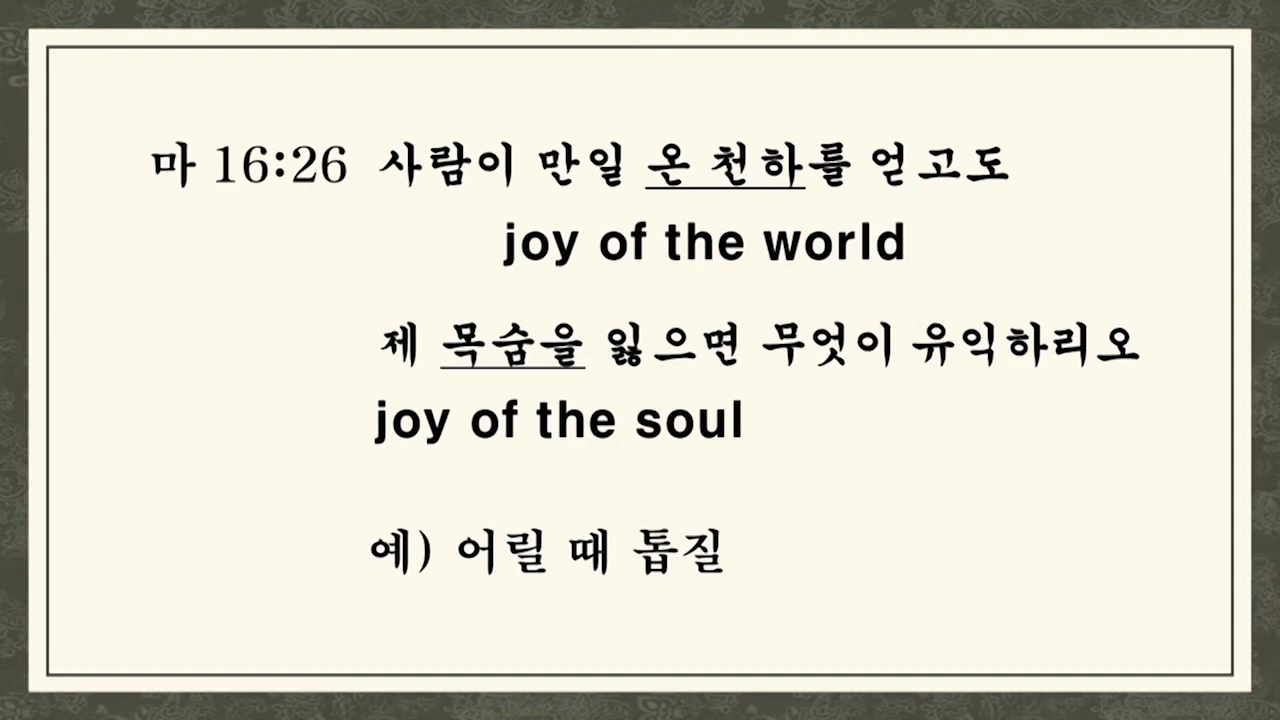 마 16:26 사람이 만일 온 천하를 얻고도
joy of the world
제 목숨을 잃으면 무엇이 유익하리오
joy of the soul
예) 어릴 때 톱질